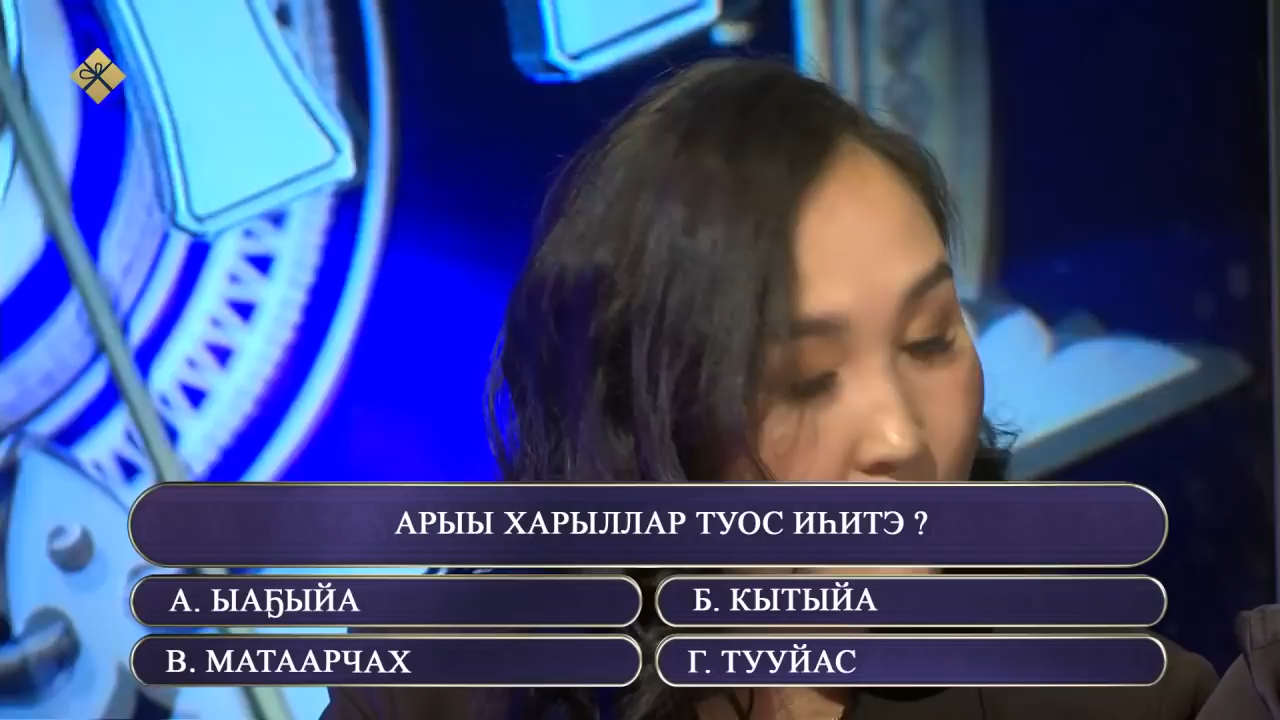 АРЫЫ ХАРЫЛЛАР ТУОС ИҺИТЭ ?
А. ЫАҔЫЙА
Б. КЫТЫЙА
В. МАТААРЧАХ
Г. ТУУЙАС